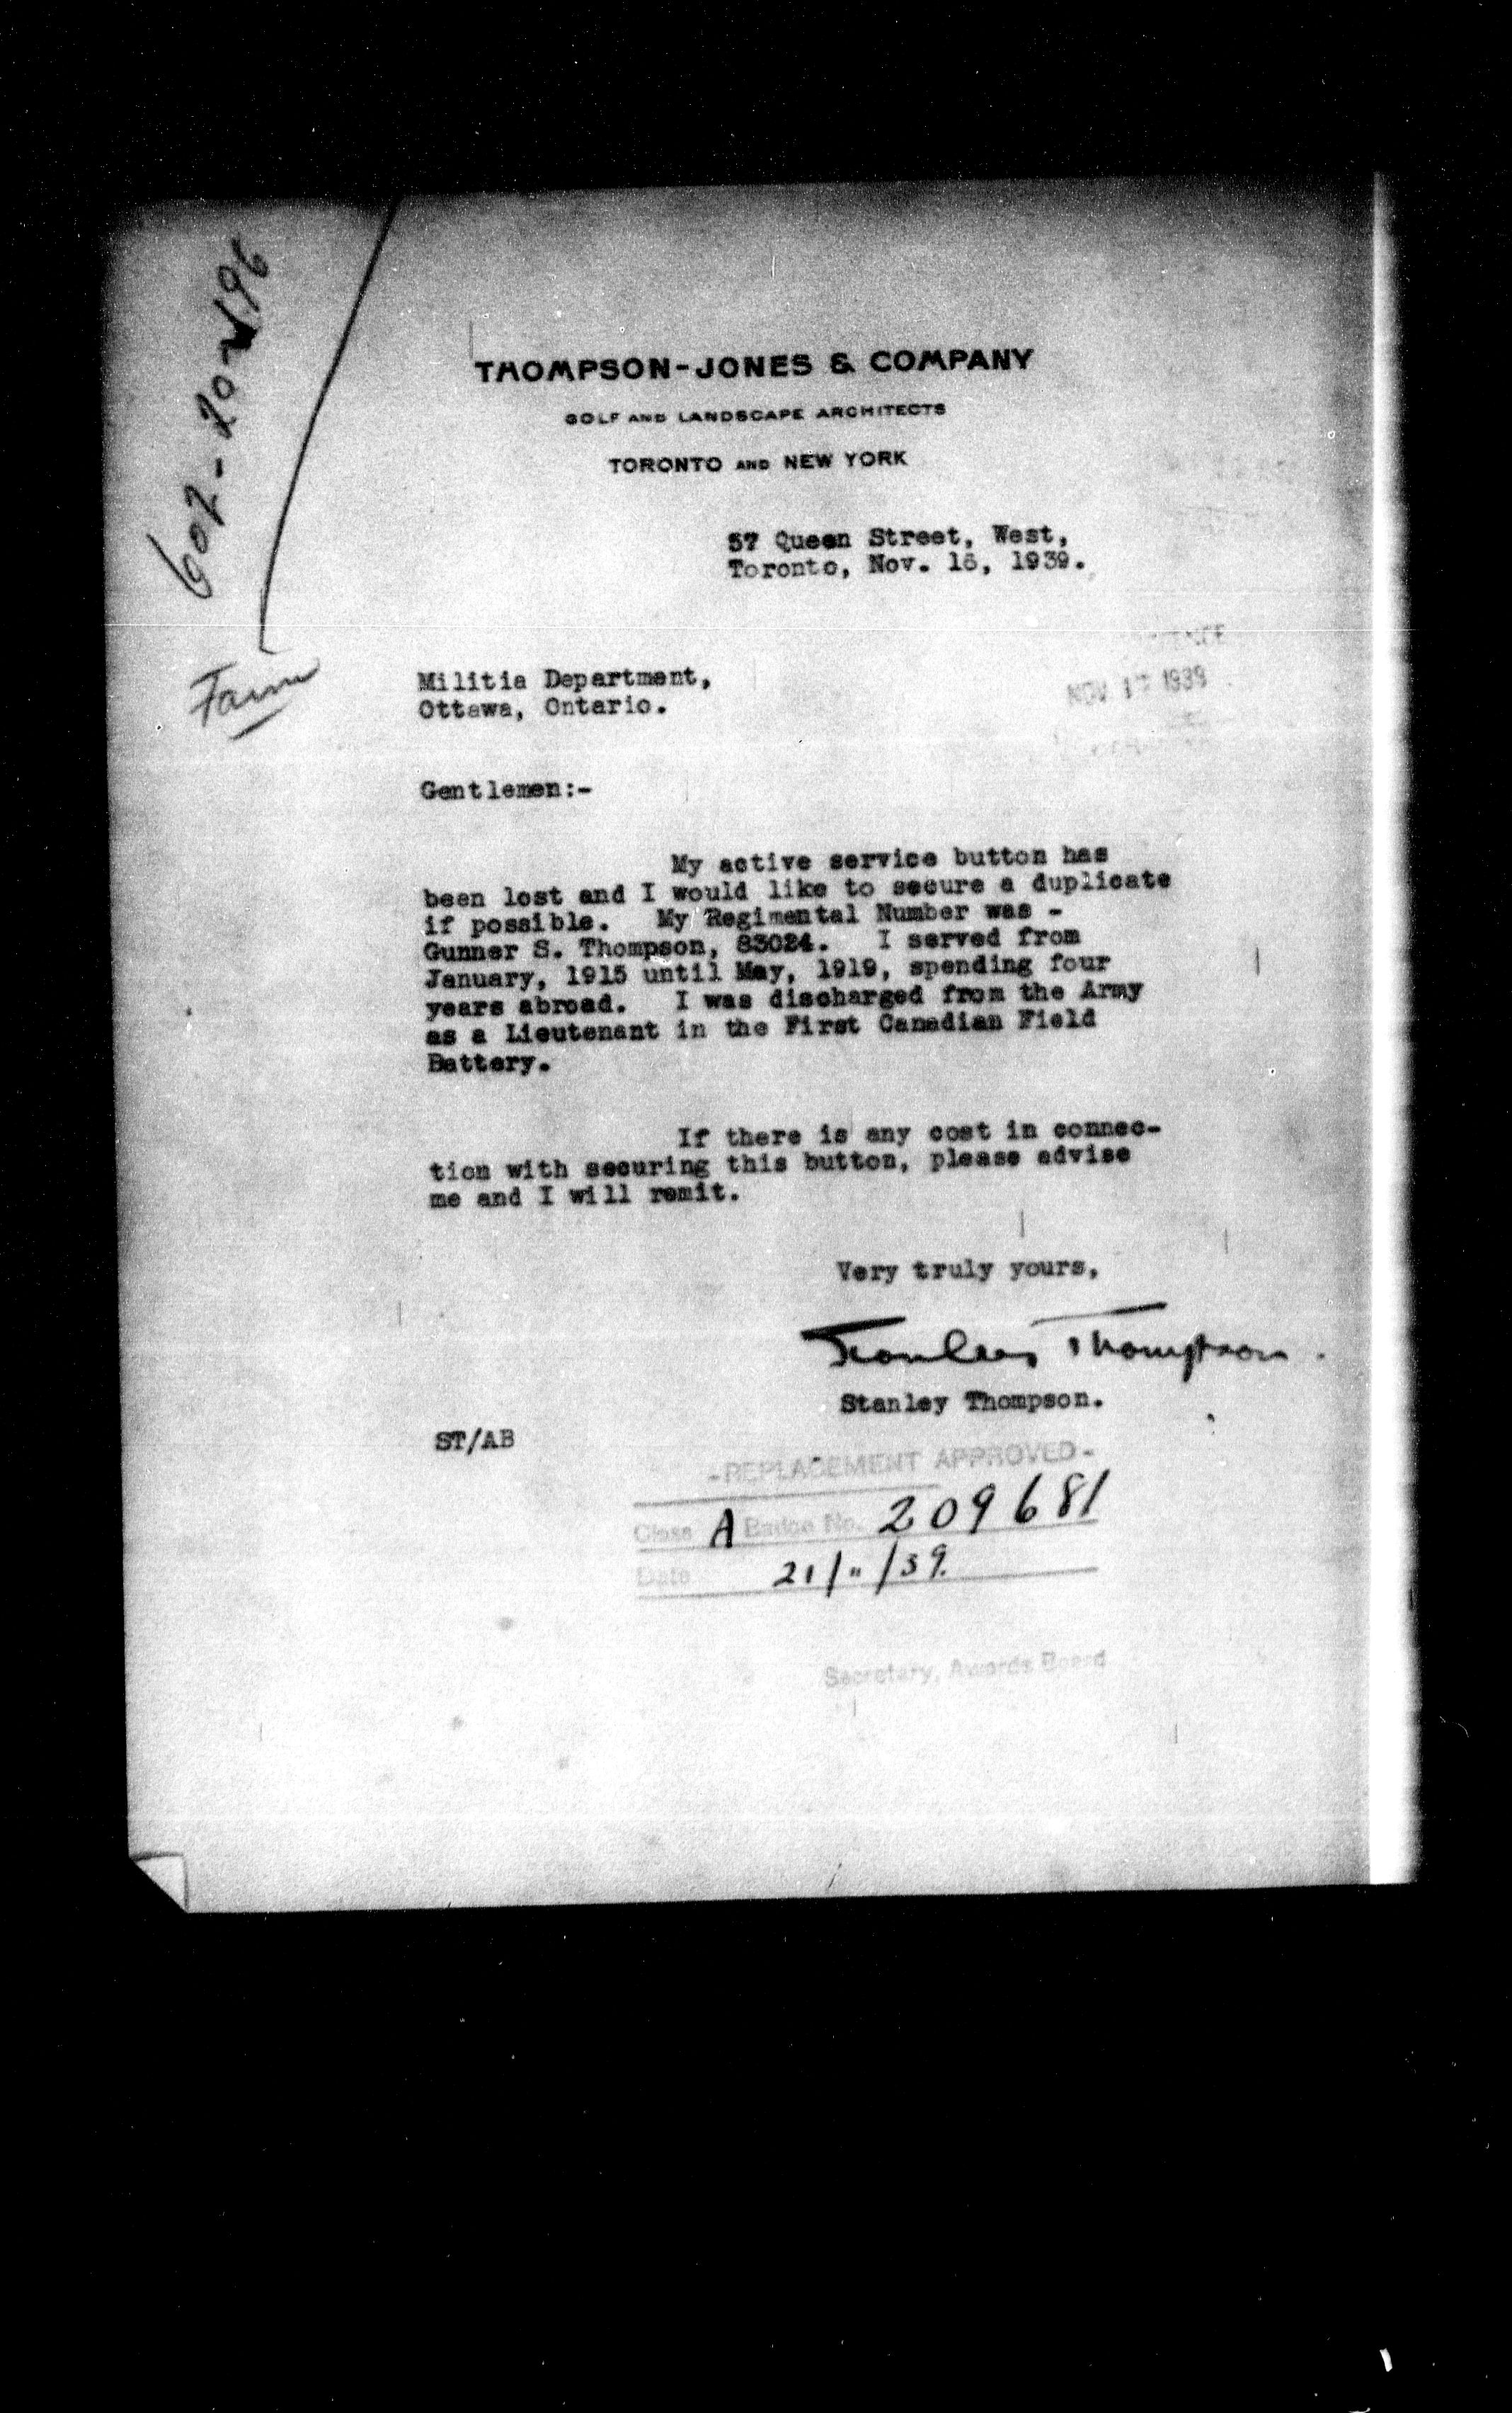 THOMPSON-JONES & COMPANY
GOLF AND LANDSCAPE ARCHITECTS
TORONTO AND NEW YORK
57 Queen Street, West,
Toronto, Nov. 16, 1939.
Militia Department,
Ottawa, Ontario.
NOV 17 1939
Gentlemen:-
My active service button has
been lost and I would like to secure a duplicate
if possible. My Regimental Number was -
Gunner S. Thompson, 83024. I served from
January, 1915 until May, 1919, spending four
years abroad. I was discharged from the Army
as a Lieutenant in the First Canadian Field
Battery.
If there is any cost in connec-
tion with securing this button, please advise
me and I will remit.
Very truly yours,
Stanley Thompson.
Stanley Thompson.
ST/AB
-REPLACEMENT APPROVED-
Class A Badge No. 209681
Date 21/11/39.
Secretary, Awards Board